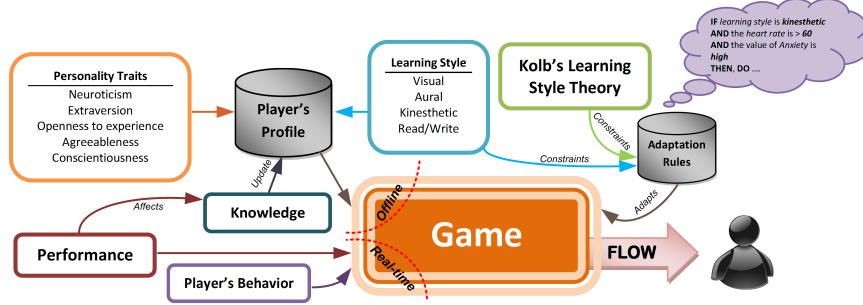 IF learning style is kinesthetic
AND the heart rate is > 60
AND the value of Anxiety is
high
THEN, DO ....
Personality Traits
Neuroticism
Extraversion
Openness to experience
Agreeableness
Conscientiousness
Player's
Profile
Learning Style
Visual
Aural
Kinesthetic
Read/Write
Kolb's Learning
Style Theory
Constraints
Constraints
Adaptation
Rules
Update
Affects
Knowledge
Offline
Adapts
Performance
Game
FLOW
Real-time
Player's Behavior